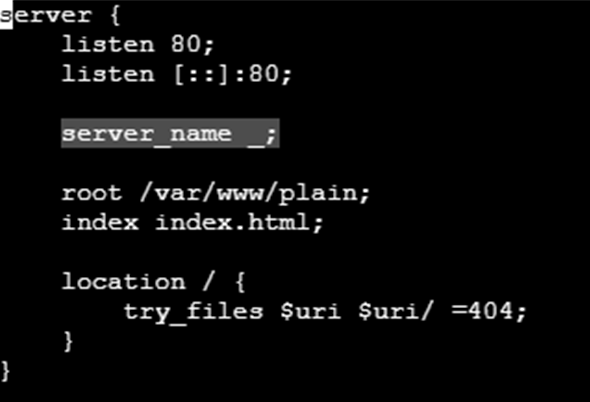 server {
    listen 80;
    listen [::]:80;

    server_name _;

    root /var/www/plain;
    index index.html;

    location / {
        try_files $uri $uri/ =404;
    }
}